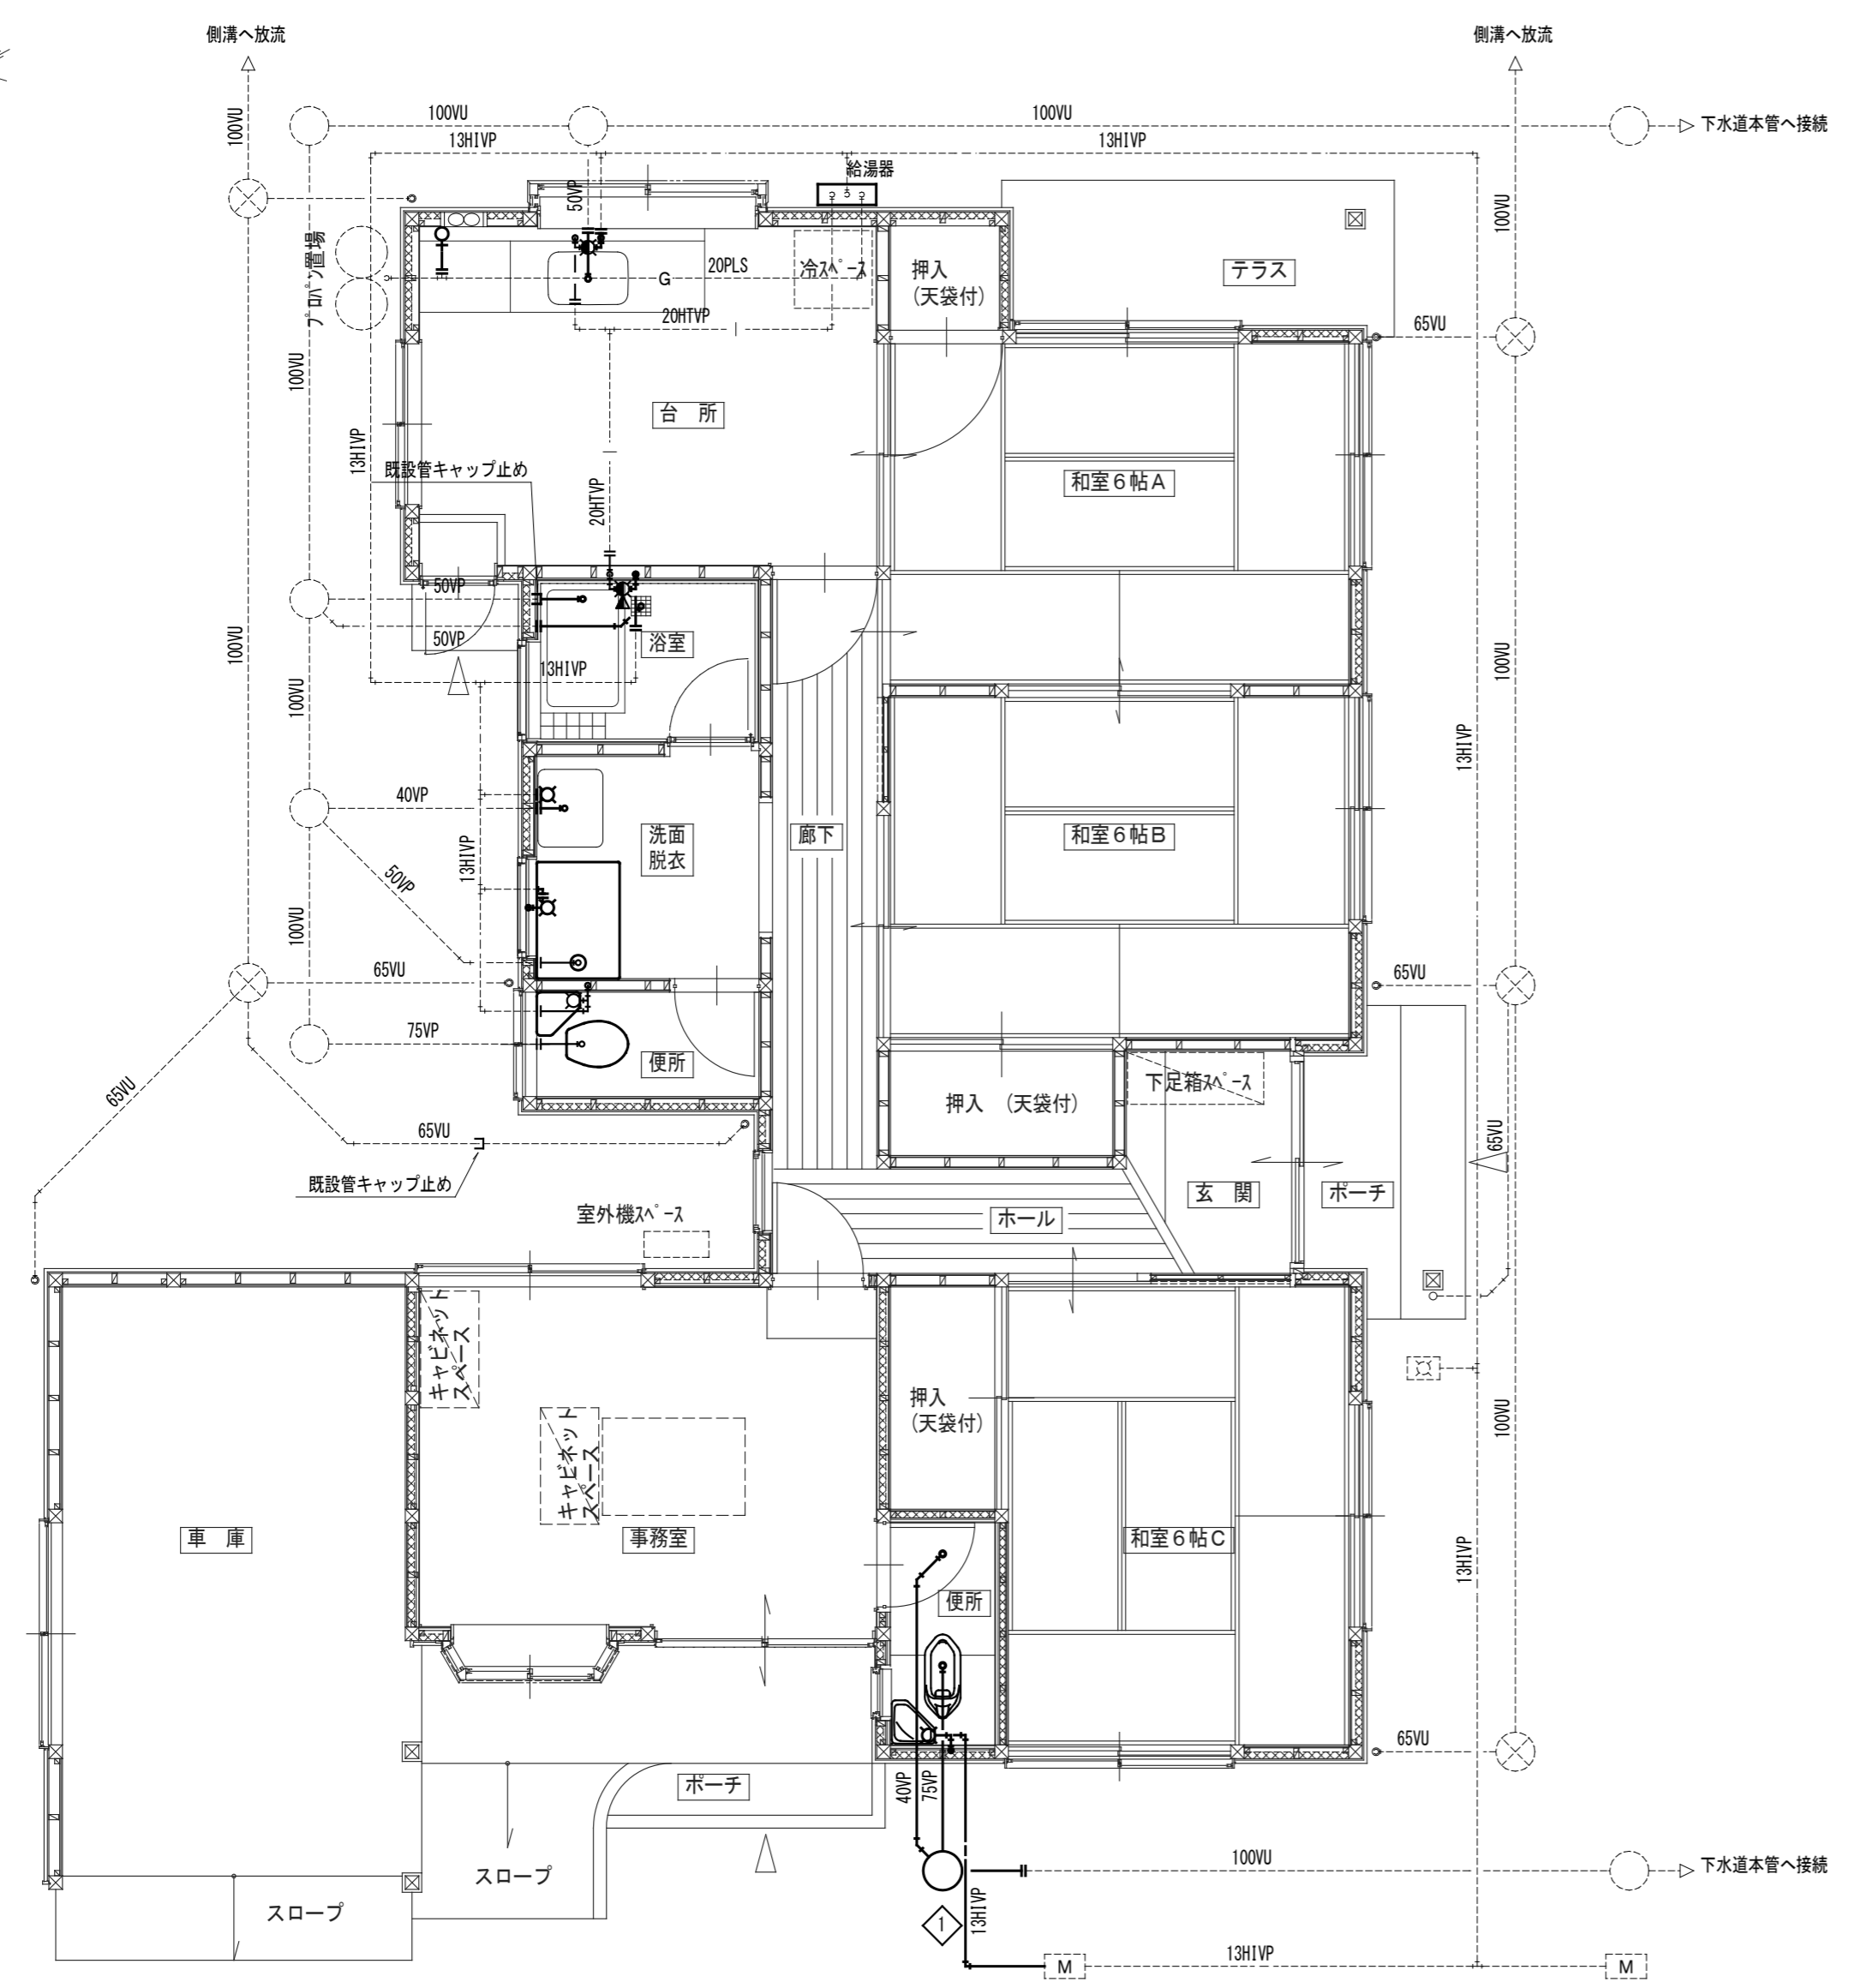 側溝へ放流
側溝へ放流
100VU
100VU
100VU
下水道本管へ接続
13HIVP
13HIVP
給湯器
100VU
50VP
100VU
プロパン置場
G
20PLS
冷スペース
押入
(天袋付)
テラス
20HTVP
65VU
100VU
台 所
13HIVP
既設管キャップ止め
20HTVP
和室6帖A
50VP
50VP
浴室
13HIVP
100VU
100VU
100VU
13HIVP
40VP
13HIVP
洗面
脱衣
廊下
和室6帖B
50VP
100VU
65VU
65VU
75VP
便所
下足箱スペース
押入 (天袋付)
65VU
65VU
65VU
既設管キャップ止め
室外機スペース
ホール
玄 関
ポーチ
キャビネット
スペース
キャビネット
スペース
押入
(天袋付)
100VU
車 庫
事務室
和室6帖C
13HIVP
便所
65VU
ポーチ
40VP
75VP
スロープ
スロープ
100VU
下水道本管へ接続
1
13HIVP
M
13HIVP
M